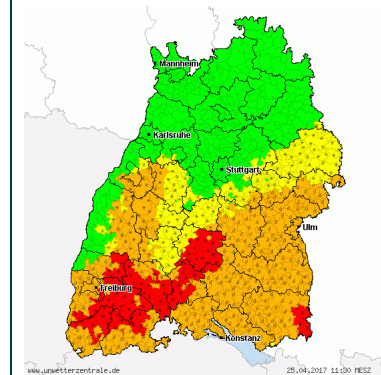 Mannheim
Karlsruhe
Stuttgart
Ulm
Freiburg
Konstanz
www.unwetterzentrale.de 25.04.2017 11:30 MESZ